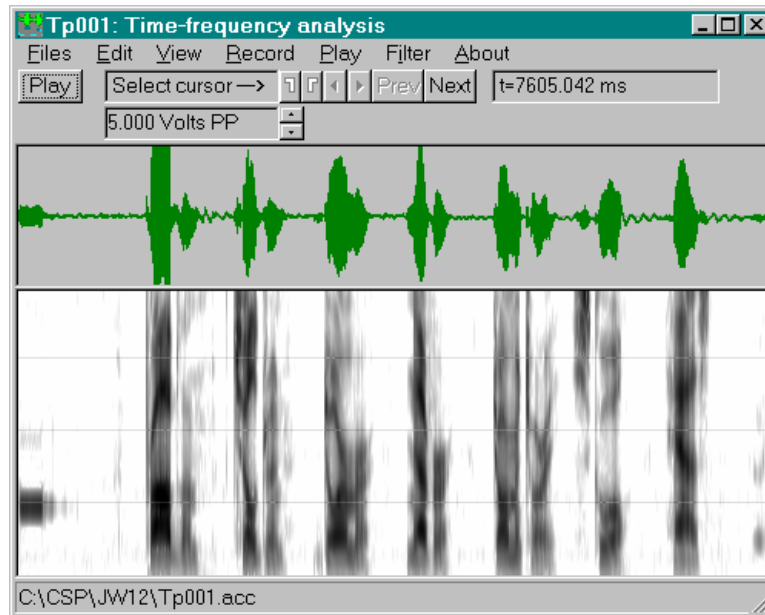 Tp001: Time-frequency analysis
Files Edit View Record Play Filter About
Play Select cursor –> Prev Next t=7605.042 ms
5.000 Volts PP
C:\CSP\JW12\Tp001.acc